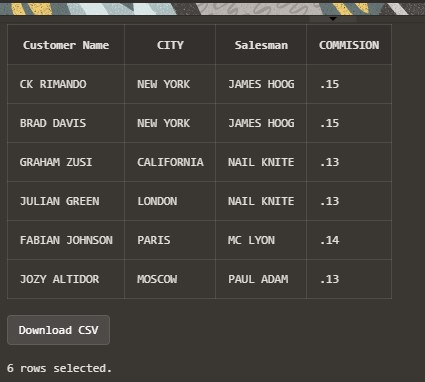 Customer Name CITY Salesman COMMISION
CK RIMANDO NEW YORK JAMES HOOG .15
BRAD DAVIS NEW YORK JAMES HOOG .15
GRAHAM ZUSI CALIFORNIA NAIL KNITE .13
JULIAN GREEN LONDON NAIL KNITE .13
FABIAN JOHNSON PARIS MC LYON .14
JOZY ALTIDOR MOSCOW PAUL ADAM .13
Download CSV
6 rows selected.